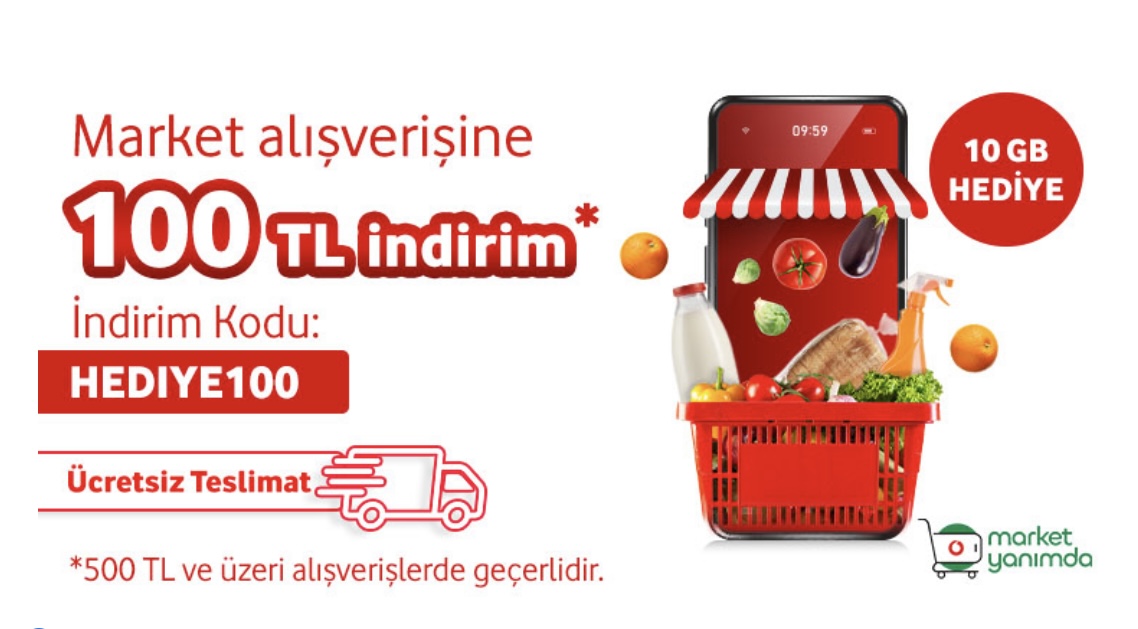 Market alışverişine
100 TL indirim*
İndirim Kodu:
HEDIYE100
Ücretsiz Teslimat
*500 TL ve üzeri alışverişlerde geçerlidir.
09:59
10 GB
HEDİYE
market
yanımda